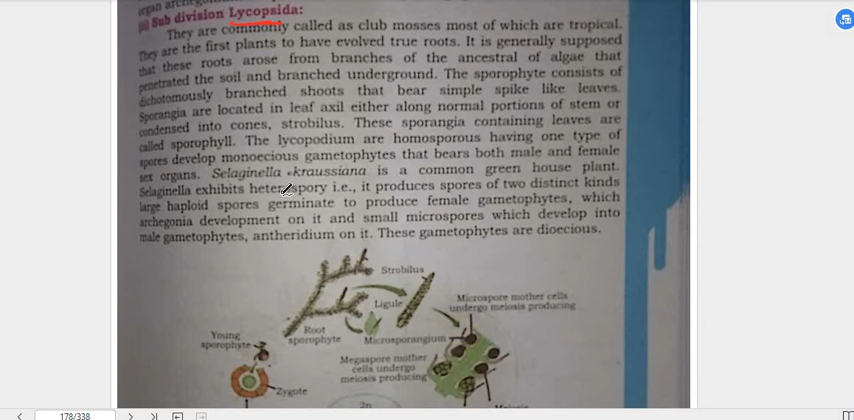 (ii) Sub division Lycopsida:
They are commonly called as club mosses most of which are tropical.
They are the first plants to have evolved true roots. It is generally supposed
that these roots arose from branches of the ancestral of algae that
penetrated the soil and branched underground. The sporophyte consists of
dichotomously branched shoots that bear simple spike like leaves.
Sporangia are located in leaf axil either along normal portions of stem or
condensed into cones, strobilus. These sporangia containing leaves are
called sporophyll. The lycopodium are homosporous having one type of
spores develop monoecious gametophytes that bears both male and female
sex organs. Selaginella kraussiana is a common green house plant.
Selaginella exhibits heterospory i.e., it produces spores of two distinct kinds
large haploid spores germinate to produce female gametophytes, which
archegonia development on it and small microspores which develop into
male gametophytes, antheridium on it. These gametophytes are dioecious.
Strobilus
Ligule
Microspore mother cells
undergo meiosis producing
Root
sporophyte
Microsporangium
Young
sporophyte
Megaspore mother
cells undergo
meiosis producing
Zygote
2n
178/338